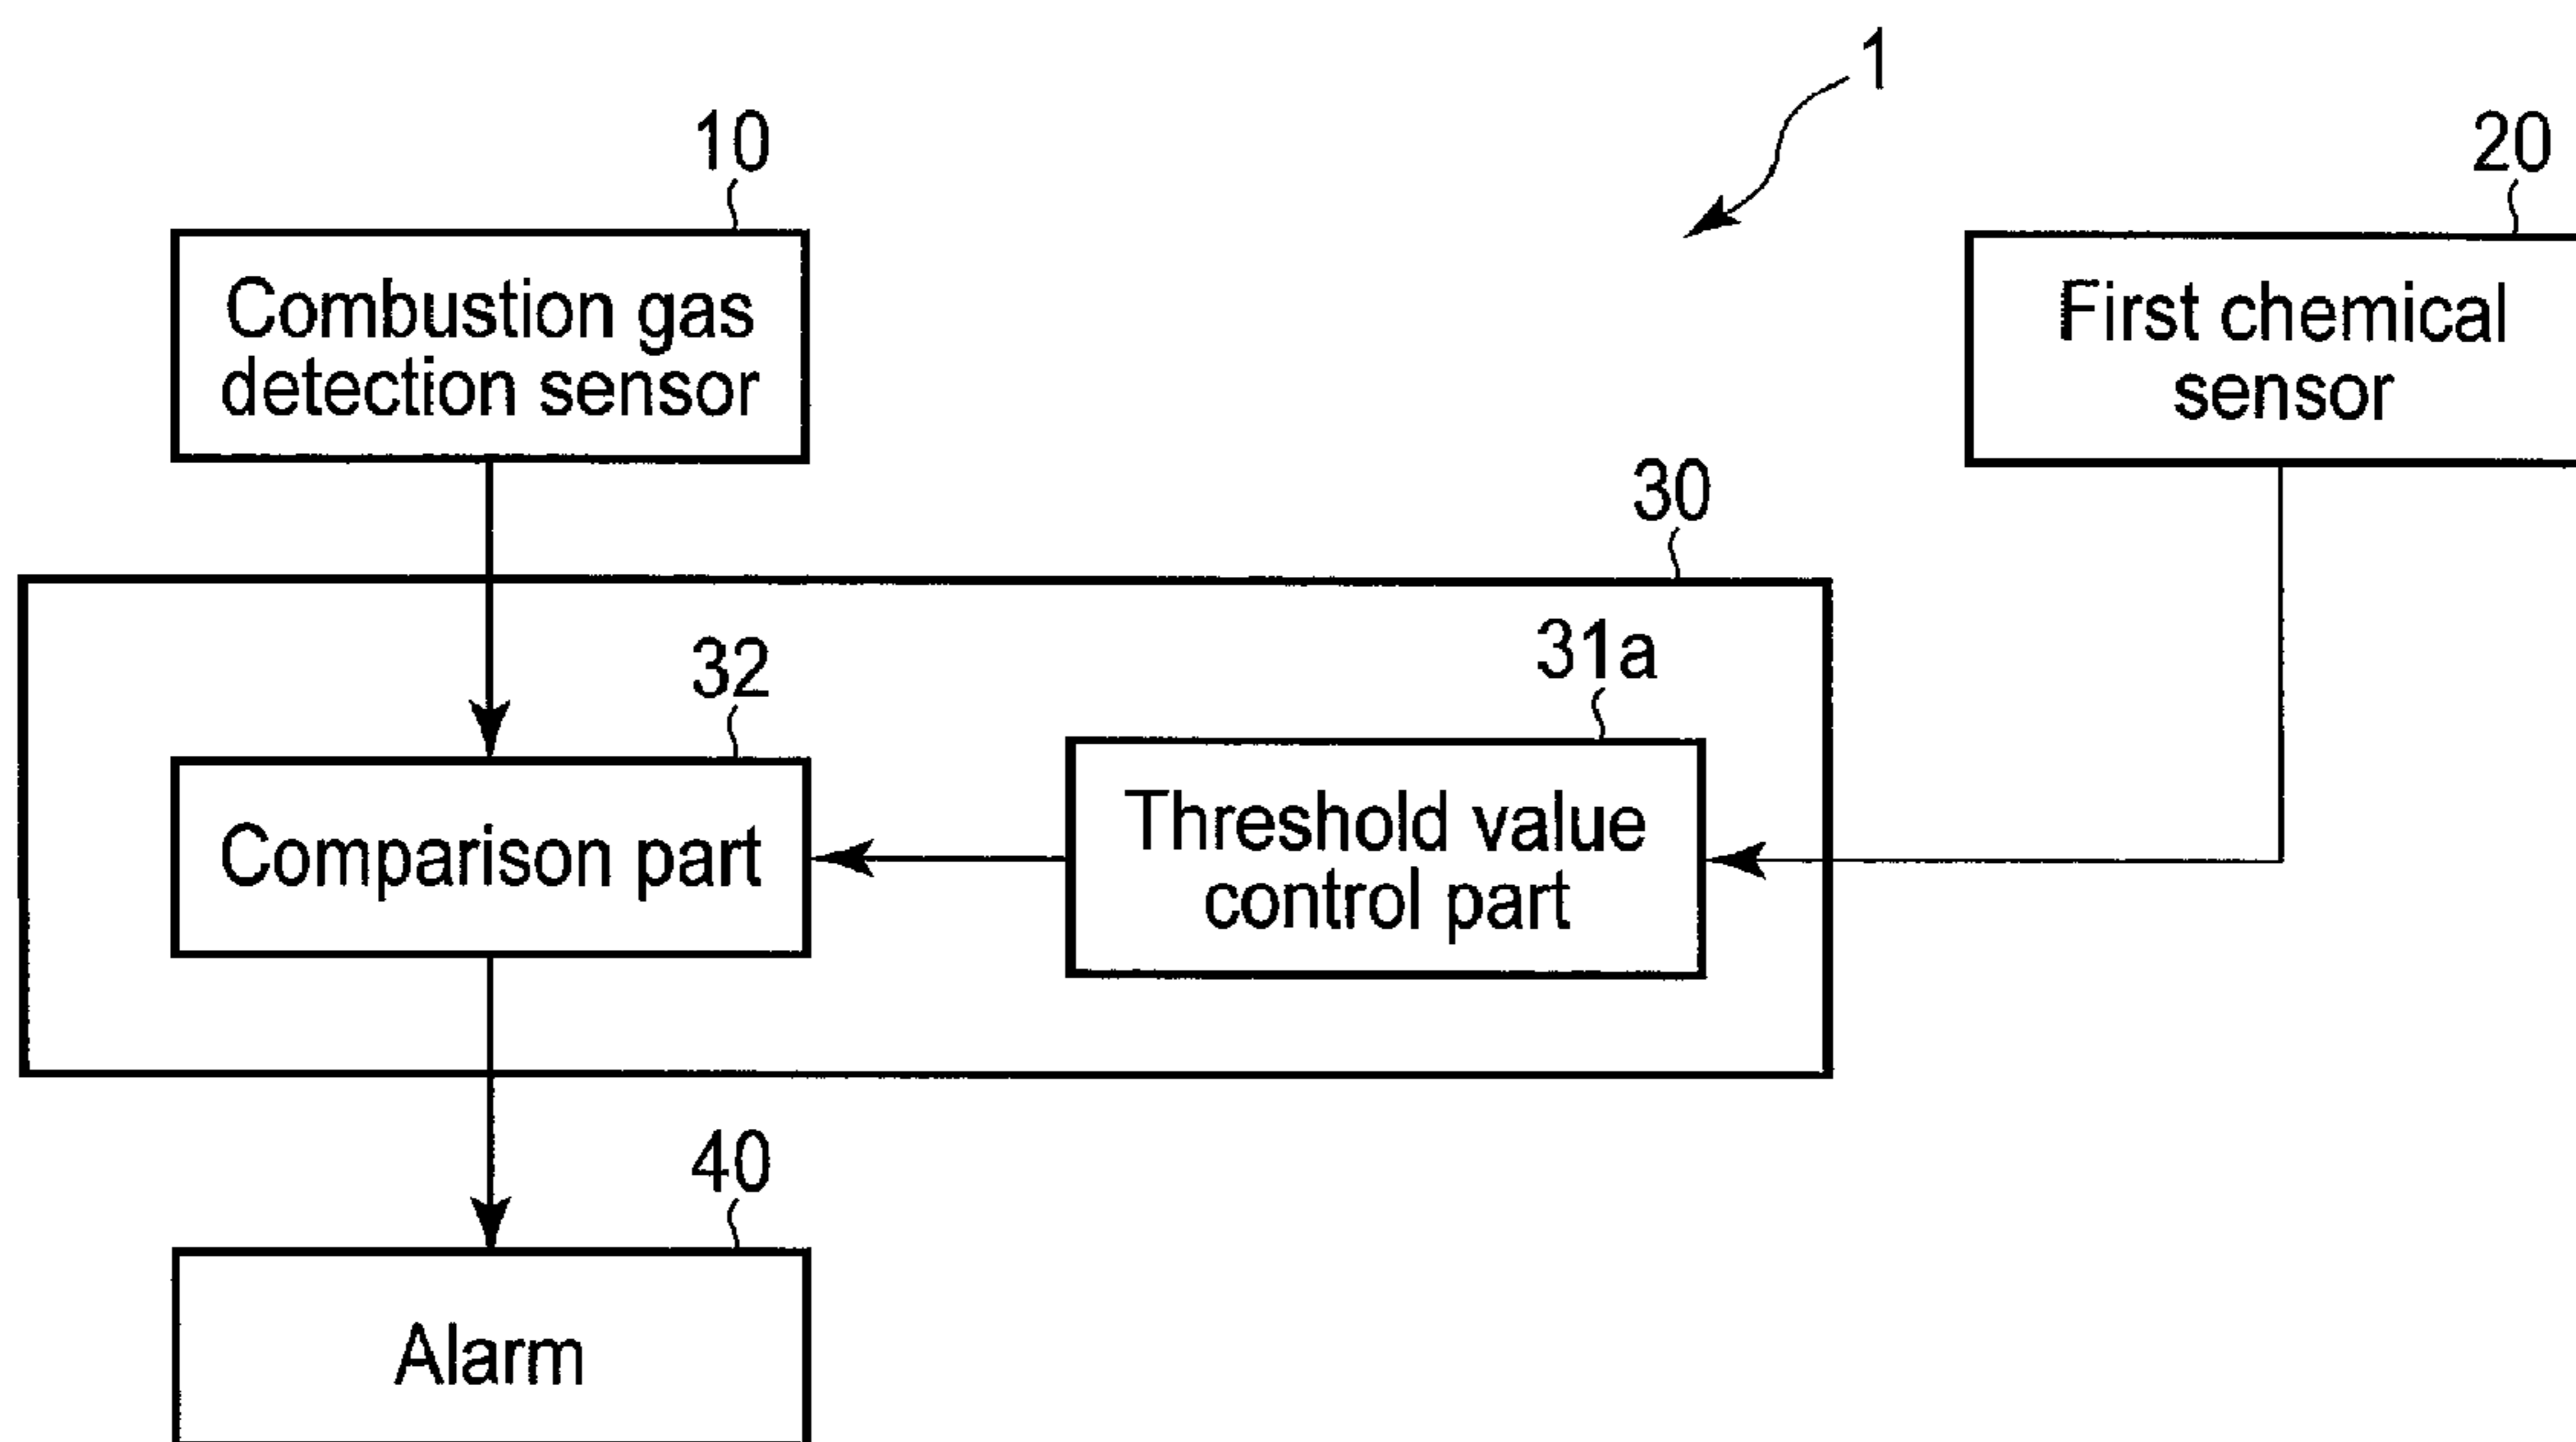 1
10
20
Combustion gas
detection sensor
First chemical
sensor
30
32
31a
Comparison part
Threshold value
control part
40
Alarm